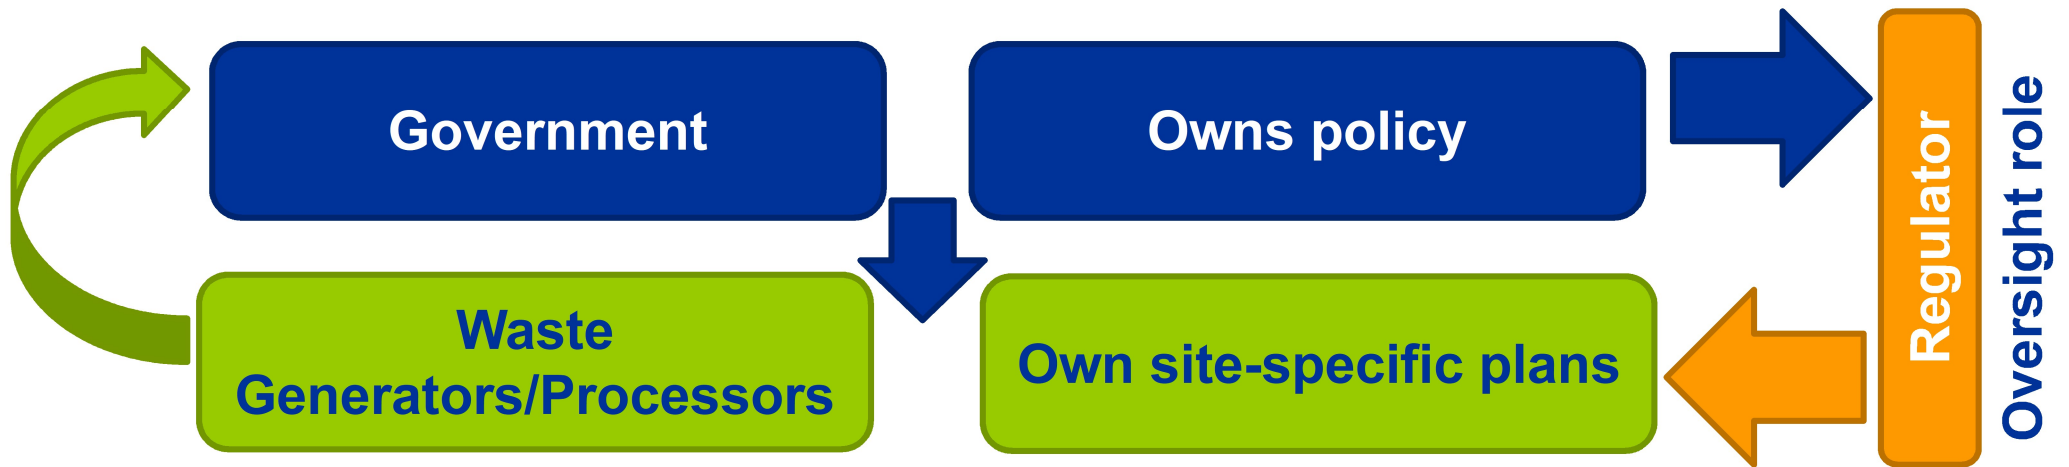 Government
Owns policy
Waste
Generators/Processors
Own site-specific plans
Regulator
Oversight role